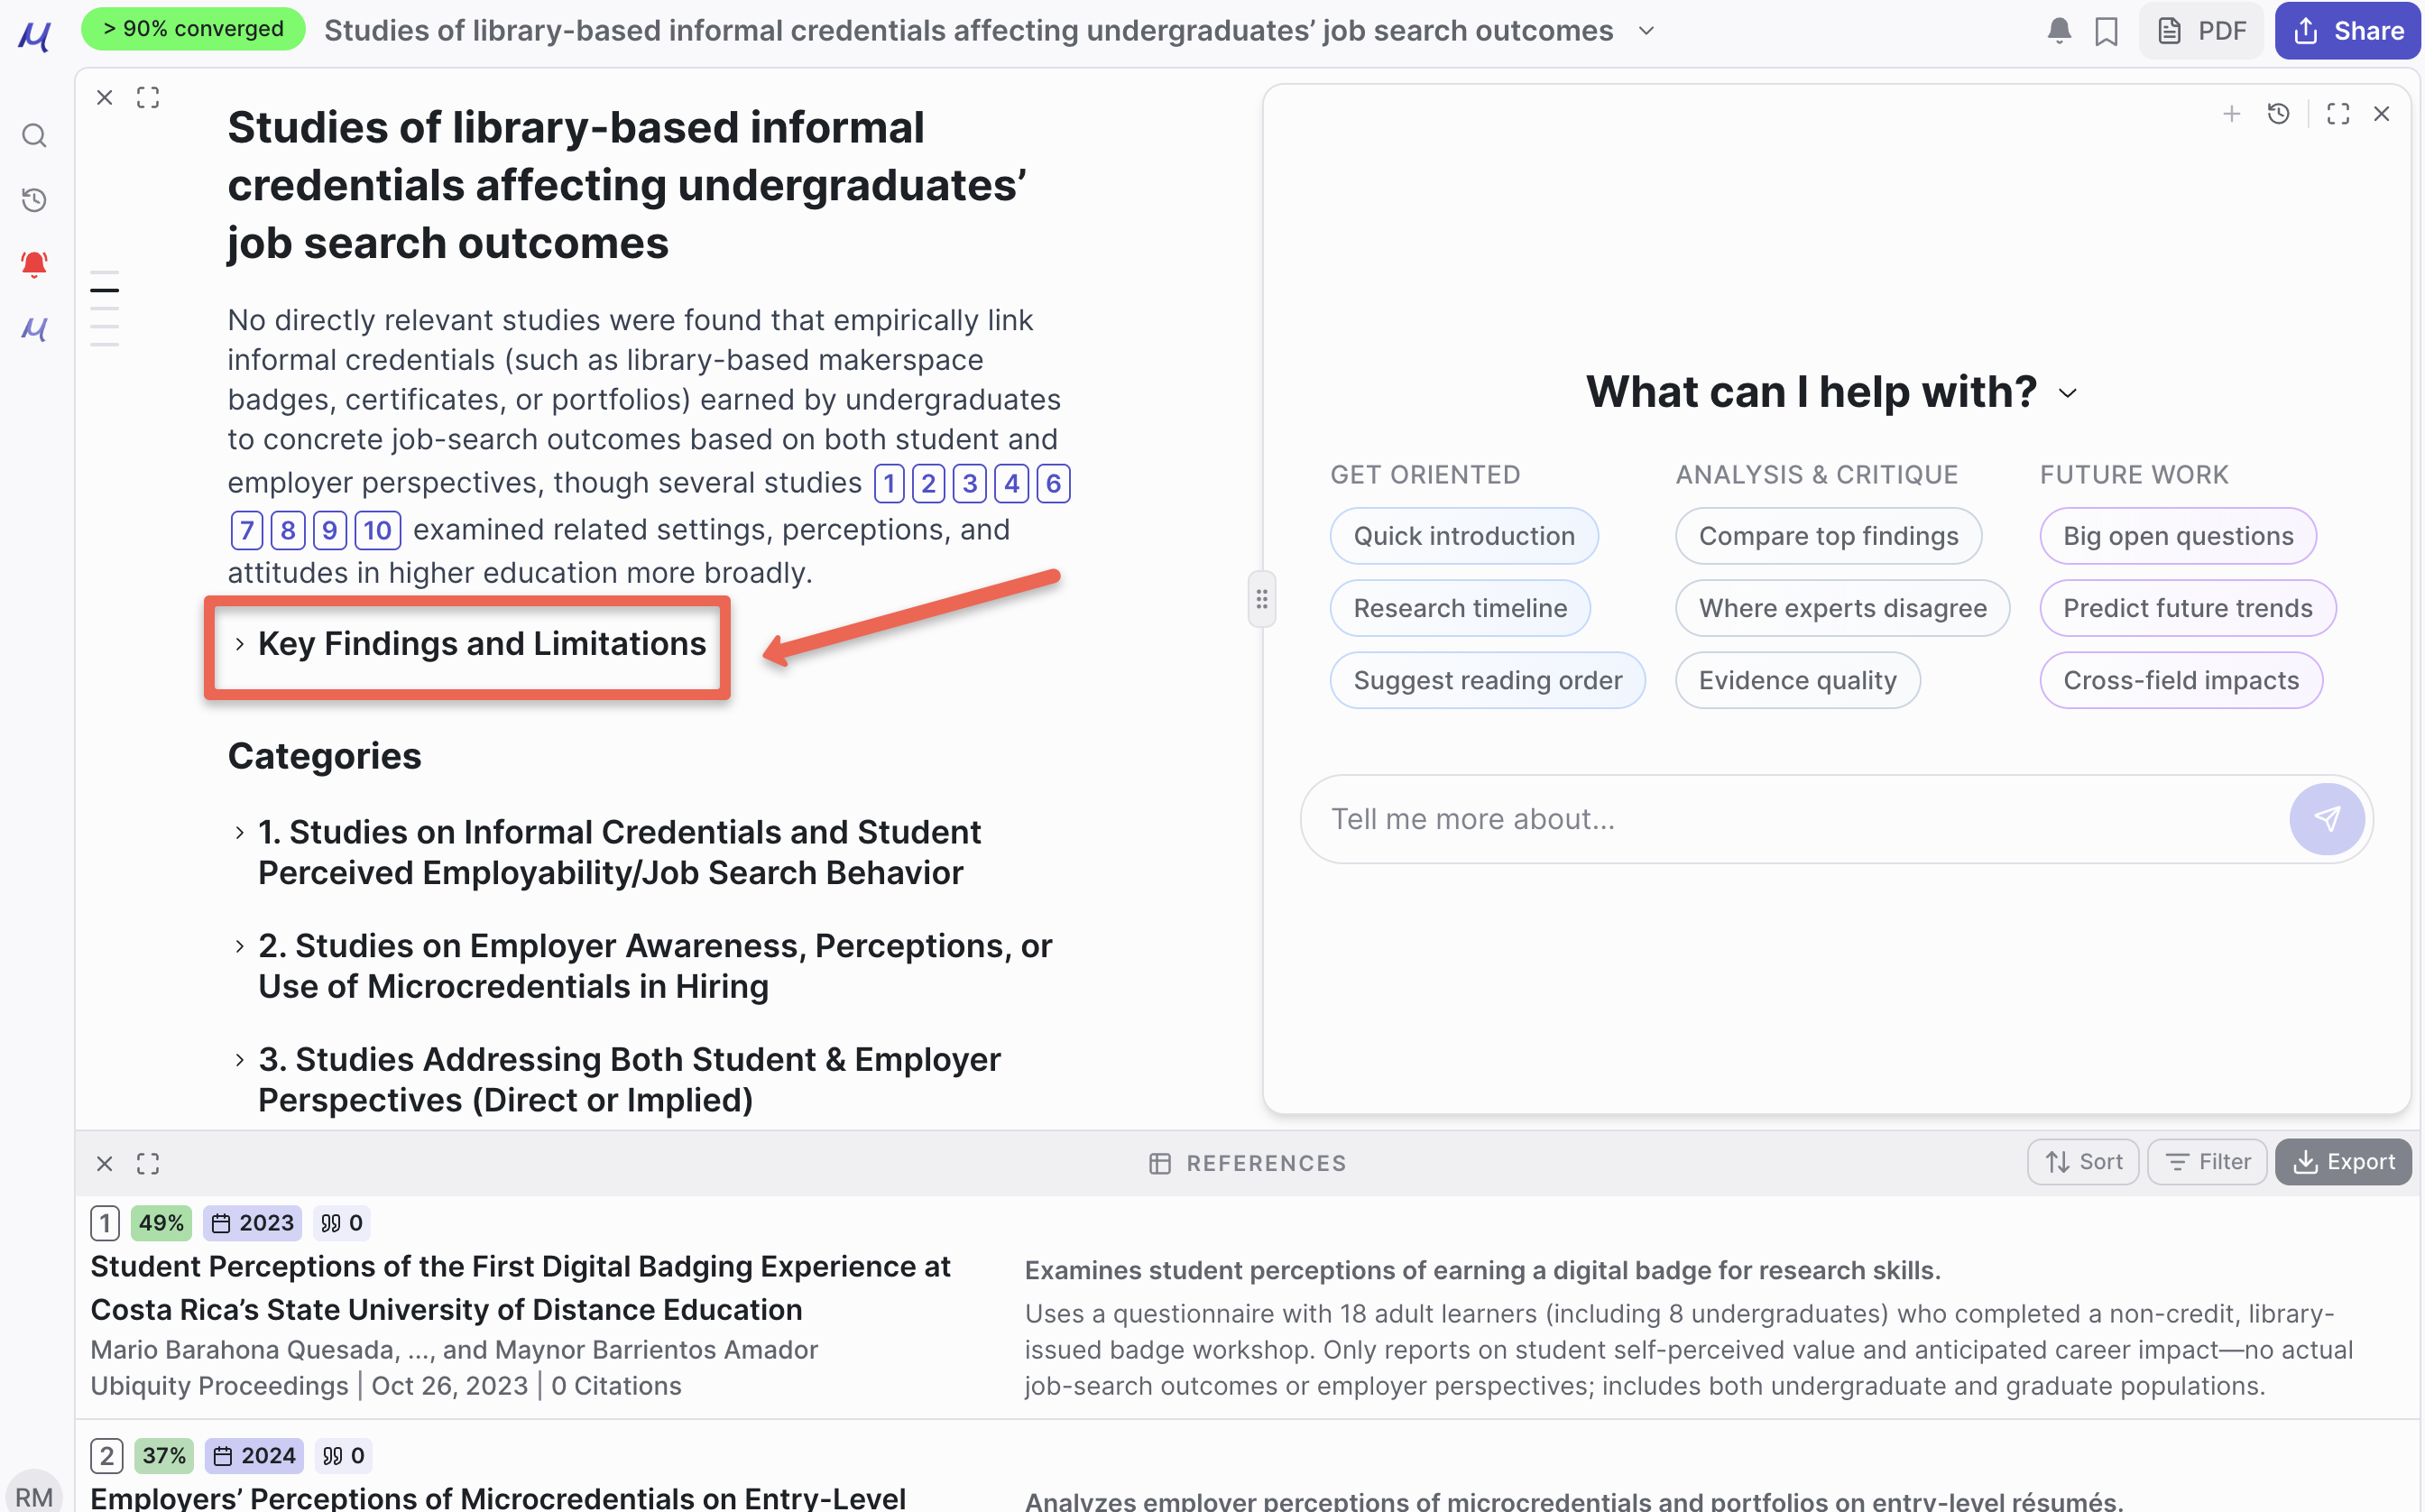 > 90% converged
Studies of library-based informal credentials affecting undergraduates’ job search outcomes
PDF
Share
Studies of library-based informal
credentials affecting undergraduates’
job search outcomes
No directly relevant studies were found that empirically link
informal credentials (such as library-based makerspace
badges, certificates, or portfolios) earned by undergraduates
to concrete job-search outcomes based on both student and
employer perspectives, though several studies 1 2 3 4 6
7 8 9 10 examined related settings, perceptions, and
attitudes in higher education more broadly.
Key Findings and Limitations
Categories
1. Studies on Informal Credentials and Student
Perceived Employability/Job Search Behavior
2. Studies on Employer Awareness, Perceptions, or
Use of Microcredentials in Hiring
3. Studies Addressing Both Student & Employer
Perspectives (Direct or Implied)
What can I help with?
GET ORIENTED
Quick introduction
Research timeline
Suggest reading order
ANALYSIS & CRITIQUE
Compare top findings
Where experts disagree
Evidence quality
FUTURE WORK
Big open questions
Predict future trends
Cross-field impacts
Tell me more about...
REFERENCES
Sort
Filter
Export
1 49% 2023 0
Student Perceptions of the First Digital Badging Experience at
Costa Rica’s State University of Distance Education
Mario Barahona Quesada, ..., and Maynor Barrientos Amador
Ubiquity Proceedings | Oct 26, 2023 | 0 Citations
Examines student perceptions of earning a digital badge for research skills.
Uses a questionnaire with 18 adult learners (including 8 undergraduates) who completed a non-credit, library-
issued badge workshop. Only reports on student self-perceived value and anticipated career impact—no actual
job-search outcomes or employer perspectives; includes both undergraduate and graduate populations.
2 37% 2024 0
Employers’ Perceptions of Microcredentials on Entry-Level
Analyzes employer perceptions of microcredentials and portfolios on entry-level résumés.
RM